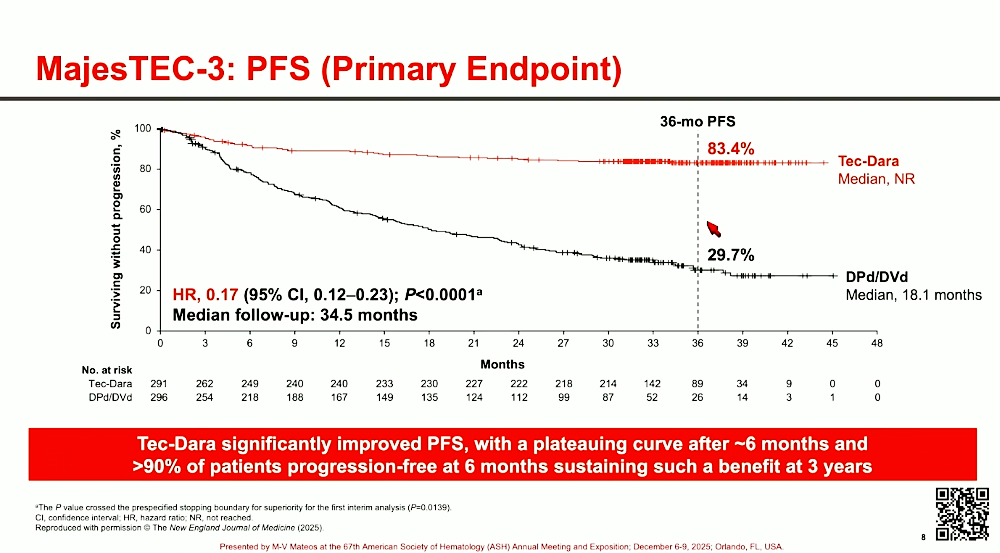 MajesTEC-3: PFS (Primary Endpoint)
36-mo PFS
Surviving without progression, %
100
80
60
40
20
0
83.4%
Tec-Dara
Median, NR
29.7%
DPd/DVd
Median, 18.1 months
HR, 0.17 (95% CI, 0.12–0.23); P<0.0001ᵃ
Median follow-up: 34.5 months
0 3 6 9 12 15 18 21 24 27 30 33 36 39 42 45 48
Months
No. at risk
Tec-Dara 291 262 249 240 240 233 230 227 222 218 214 142 89 34 9 0 0
DPd/DVd 296 254 218 188 167 149 135 124 112 99 87 52 26 14 3 1 0
Tec-Dara significantly improved PFS, with a plateauing curve after ~6 months and
>90% of patients progression-free at 6 months sustaining such a benefit at 3 years
ᵃThe P value crossed the prespecified stopping boundary for superiority for the first interim analysis (P=0.0139).
CI, confidence interval; HR, hazard ratio; NR, not reached.
Reproduced with permission © The New England Journal of Medicine (2025).
8
Presented by M-V Mateos at the 67th American Society of Hematology (ASH) Annual Meeting and Exposition; December 6-9, 2025; Orlando, FL, USA.